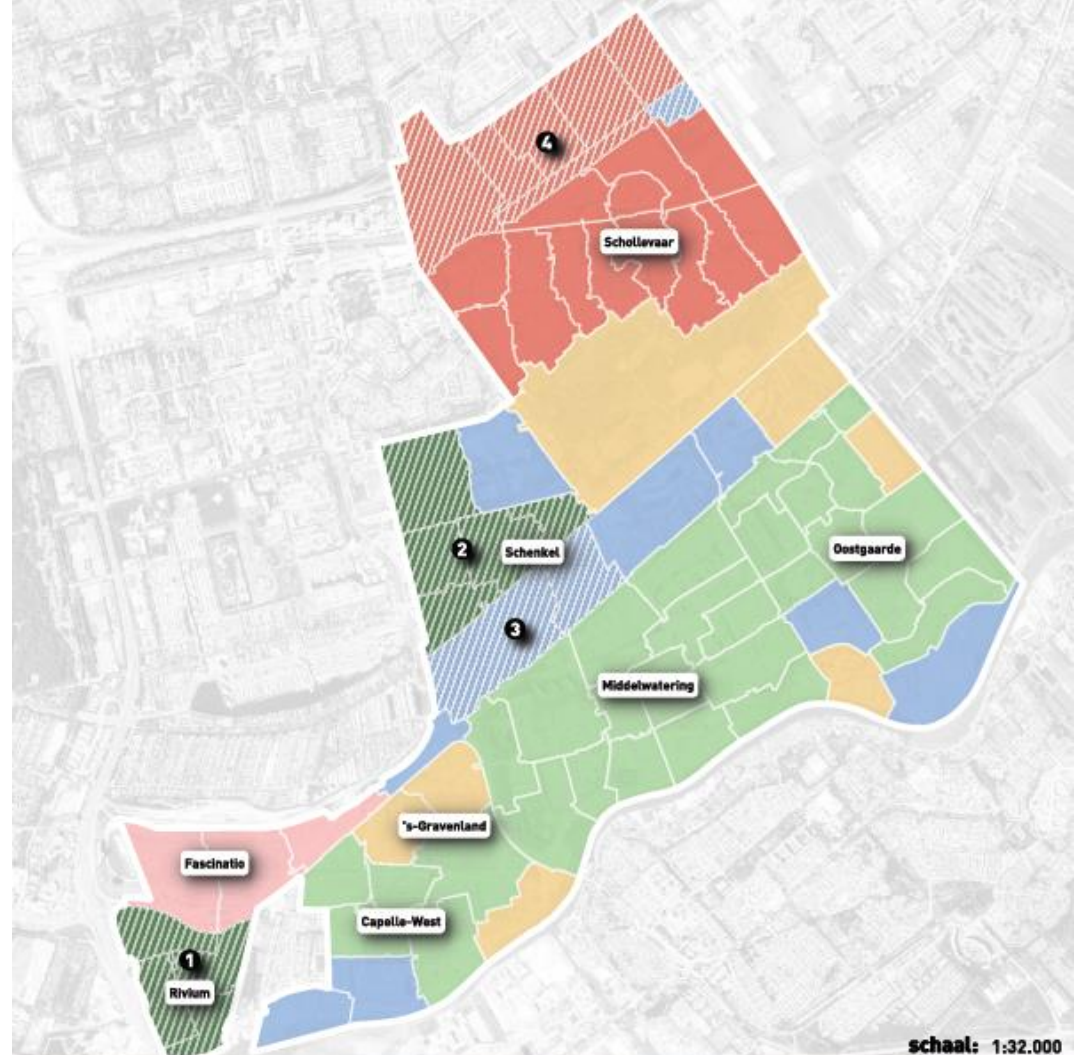 4
Schollevaar
2
Schenkel
Oostgaarde
3
Middelwatering
's-Gravenland
Fascinatio
Capelle-West
1
Rivium
schaal: 1:32.000